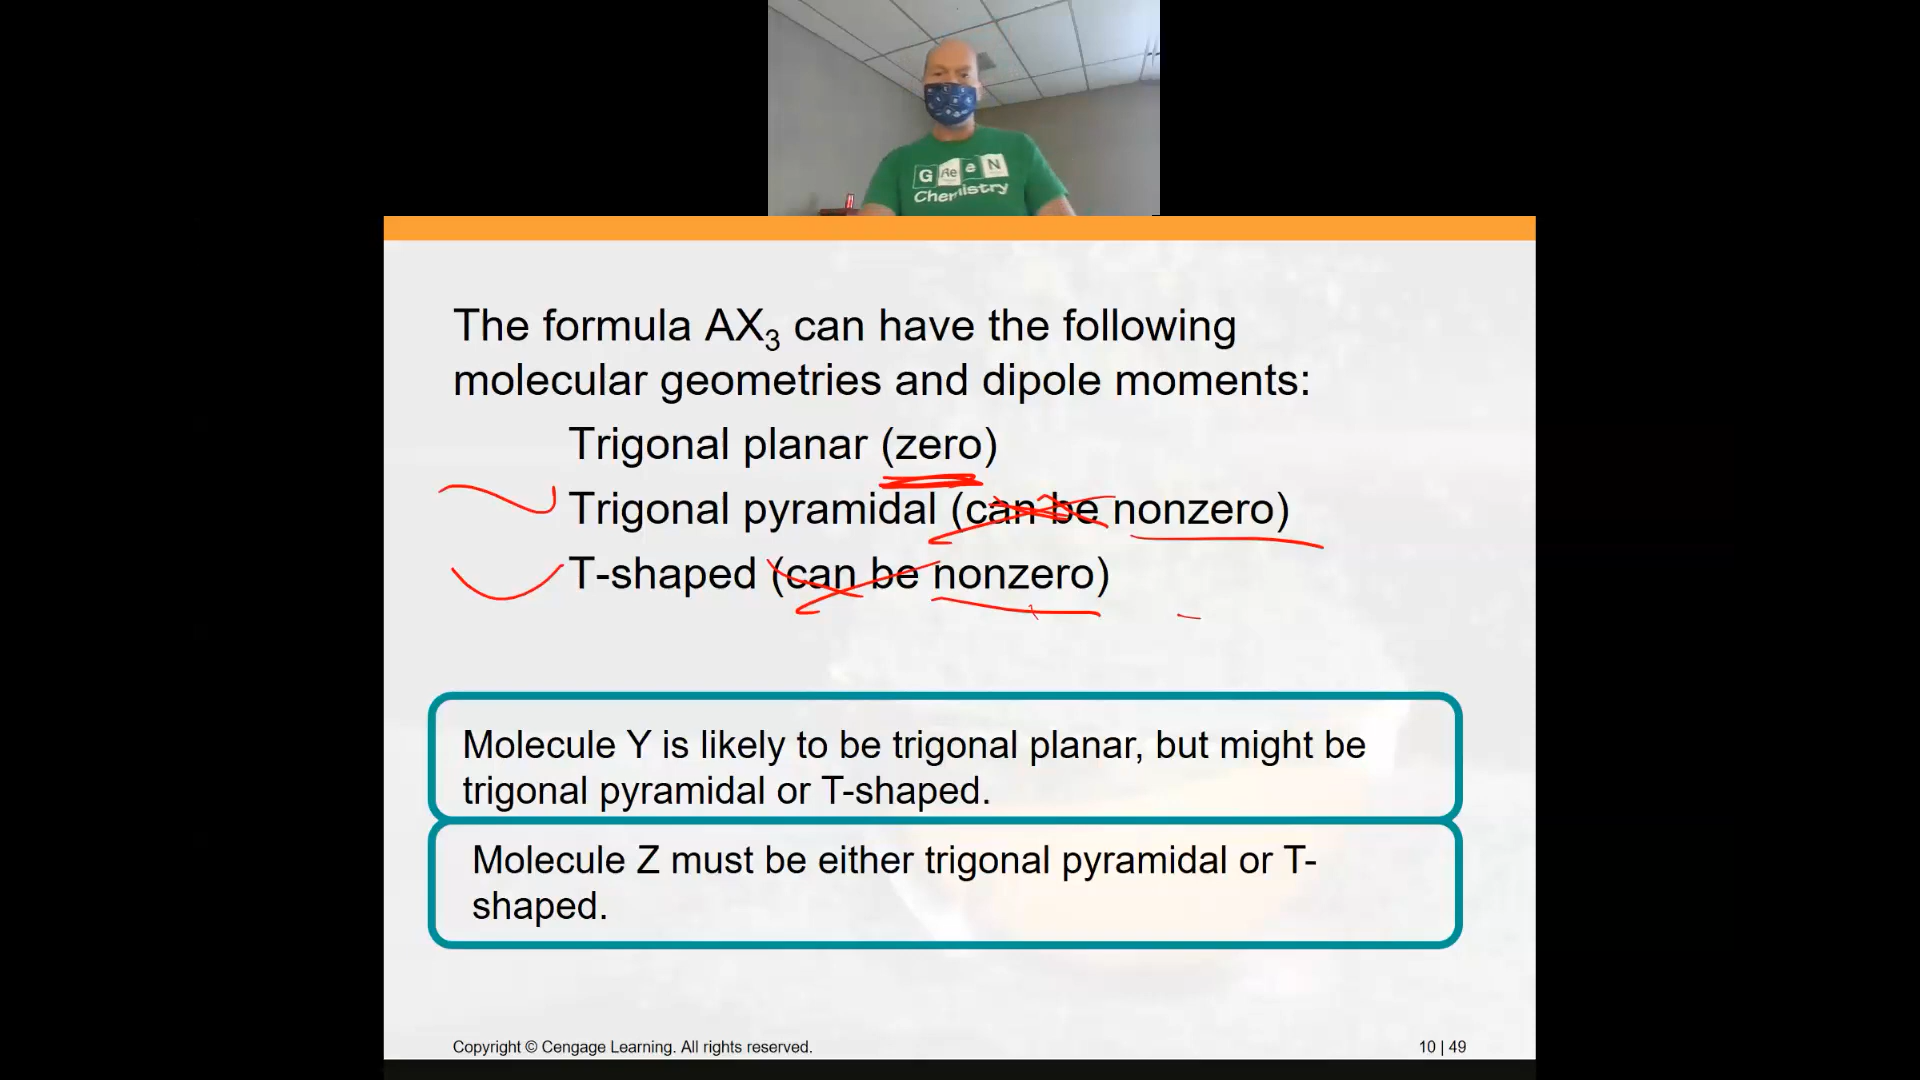 G Re e N
Chemistry
The formula AX₃ can have the following
molecular geometries and dipole moments:
Trigonal planar (zero)
Trigonal pyramidal (can be nonzero)
T-shaped (can be nonzero)
Molecule Y is likely to be trigonal planar, but might be
trigonal pyramidal or T-shaped.
Molecule Z must be either trigonal pyramidal or T-
shaped.
Copyright © Cengage Learning. All rights reserved.
10 | 49